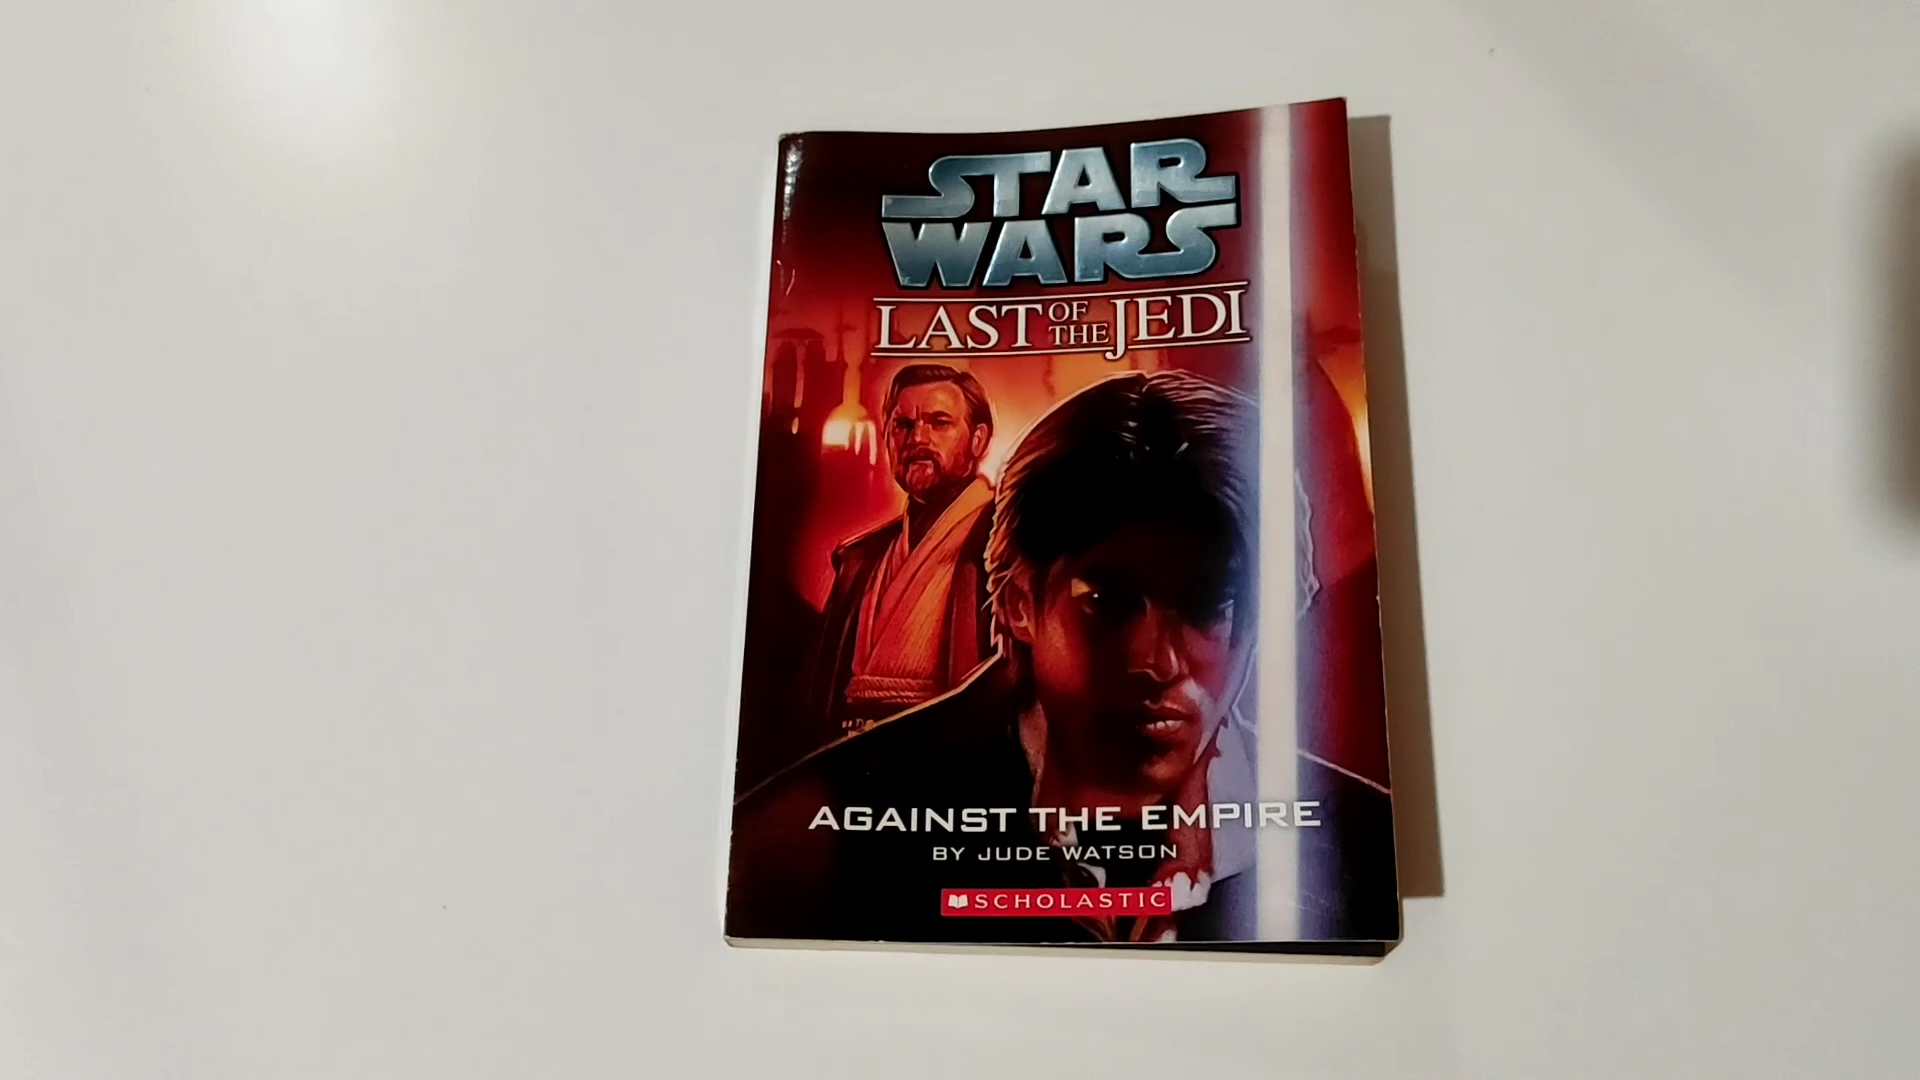 STAR
WARS
LAST OF THE JEDI
AGAINST THE EMPIRE
BY JUDE WATSON
SCHOLASTIC